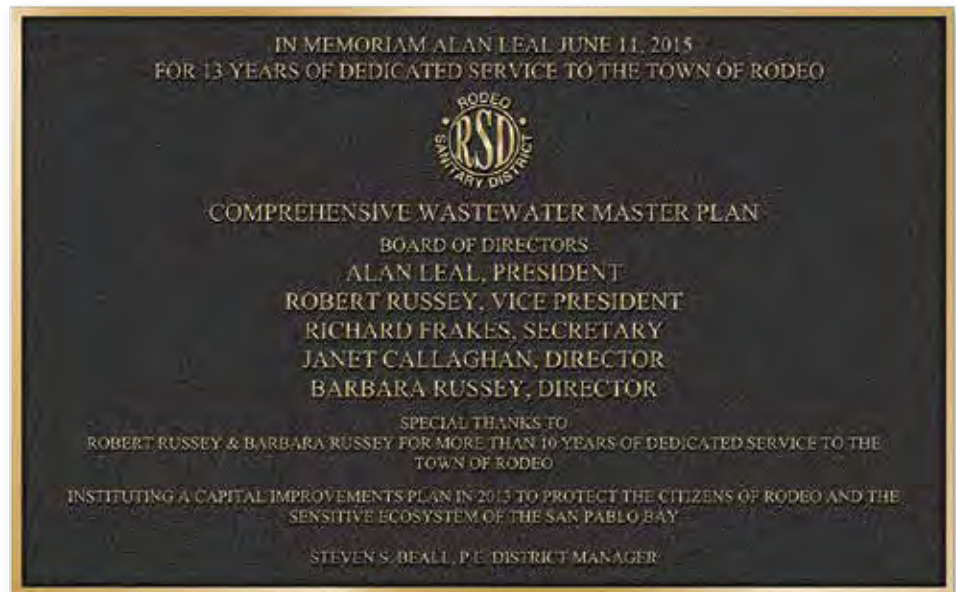 IN MEMORIAM ALAN LEAL JUNE 11, 2015
FOR 13 YEARS OF DEDICATED SERVICE TO THE TOWN OF RODEO
RODEO
RSD
SANITARY DISTRICT
COMPREHENSIVE WASTEWATER MASTER PLAN
BOARD OF DIRECTORS
ALAN LEAL, PRESIDENT
ROBERT RUSSEY, VICE PRESIDENT
RICHARD FRAKES, SECRETARY
JANET CALLAGHAN, DIRECTOR
BARBARA RUSSEY, DIRECTOR
SPECIAL THANKS TO
ROBERT RUSSEY & BARBARA RUSSEY FOR MORE THAN 10 YEARS OF DEDICATED SERVICE TO THE
TOWN OF RODEO
INSTITUTING A CAPITAL IMPROVEMENTS PLAN IN 2013 TO PROTECT THE CITIZENS OF RODEO AND THE
SENSITIVE ECOSYSTEM OF THE SAN PABLO BAY
STEVEN S. BEALL, P.E. DISTRICT MANAGER